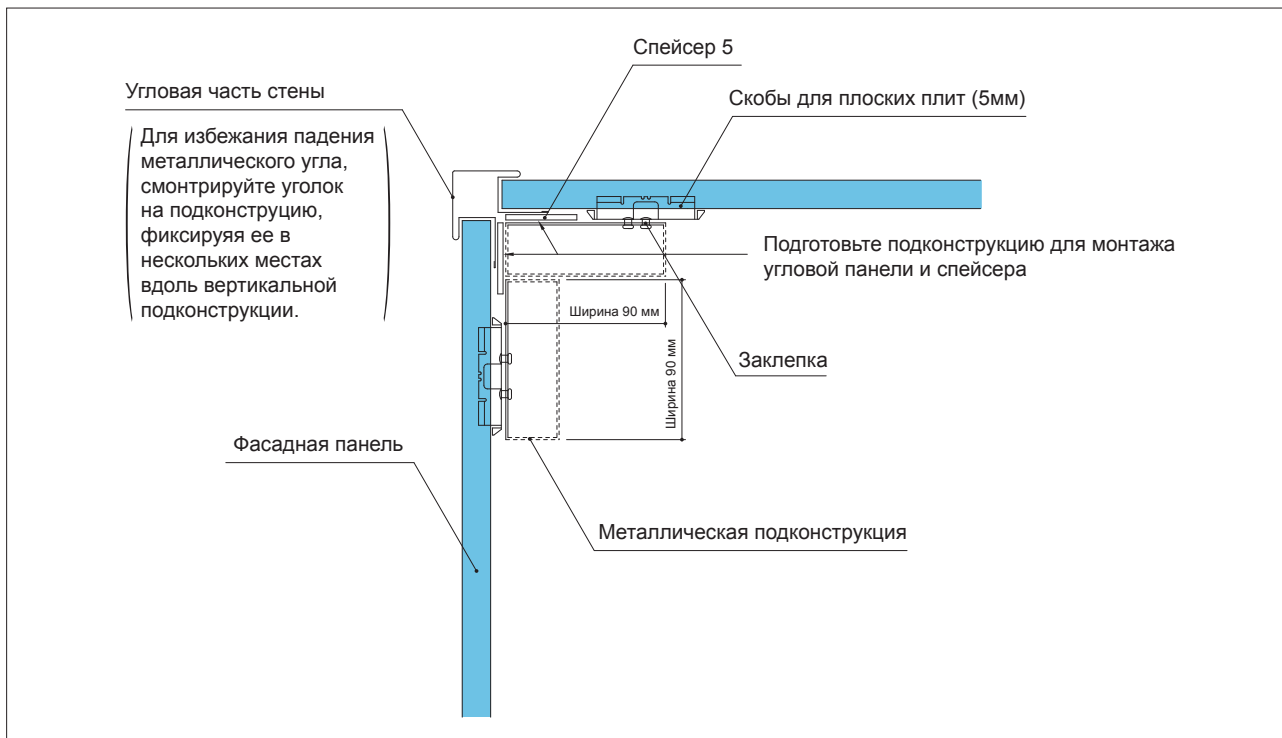 Спейсер 5
Угловая часть стены
Скобы для плоских плит (5мм)
Для избежания падения
металлического угла,
смонтрируйте уголок
на подконструцию,
фиксируяя ее в
нескольких местах
вдоль вертикальной
подконструкции.
Подготовьте подконструкцию для монтажа
угловой панели и спейсера
Ширина 90 мм
Ширина 90 мм
Заклепка
Фасадная панель
Металлическая подконструкция